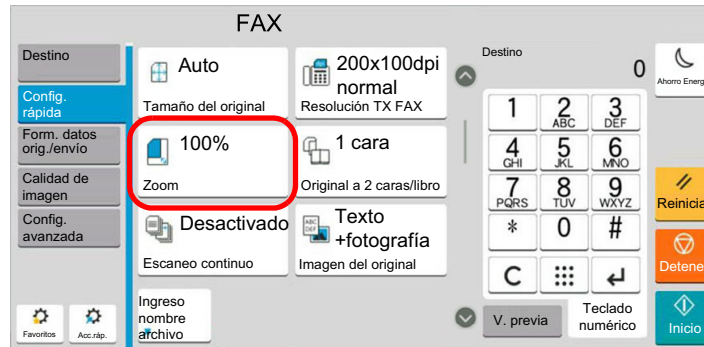 FAX
Destino
Config.
rápida
Form. datos
orig./envío
Calidad de
imagen
Config.
avanzada
Favoritos
Acc.ráp.
Auto
Tamaño del original
200x100dpi
normal
Resolución TX FAX
100%
Zoom
1 cara
Original a 2 caras/libro
Desactivado
Escaneo continuo
ABC
DEF
Texto
+fotografía
Imagen del original
Ingreso
nombre
archivo
Destino
0
1
2
ABC
3
DEF
4
GHI
5
JKL
6
MNO
7
PQRS
8
TUV
9
WXYZ
*
0
#
C
V. previa
Teclado
numérico
Ahorro Energ
Reinicia
Detene
Inicio